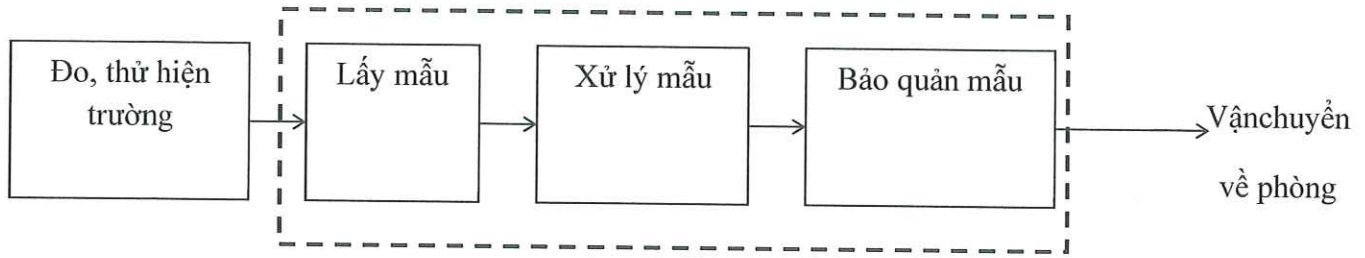 Đo, thử hiện
trường
Lấy mẫu
Xử lý mẫu
Bảo quản mẫu
Vậnchuyển
về phòng